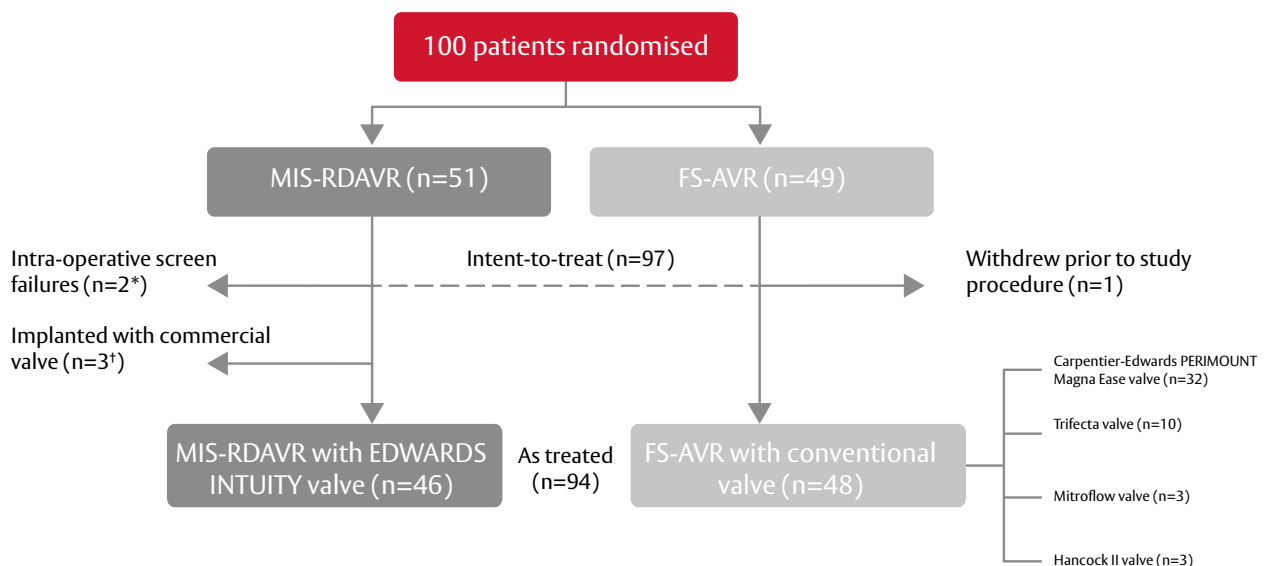 100 patients randomised
MIS-RDAVR (n=51)
FS-AVR (n=49)
Intra-operative screen
failures (n=2*)
Intent-to-treat (n=97)
Withdrew prior to study
procedure (n=1)
Implanted with commercial
valve (n=3†)
MIS-RDAVR with EDWARDS
INTUITY valve (n=46)
As treated
(n=94)
FS-AVR with conventional
valve (n=48)
Carpentier-Edwards PERIMOUNT
Magna Ease valve (n=32)
Trifecta valve (n=10)
Mitroflow valve (n=3)
Hancock II valve (n=3)